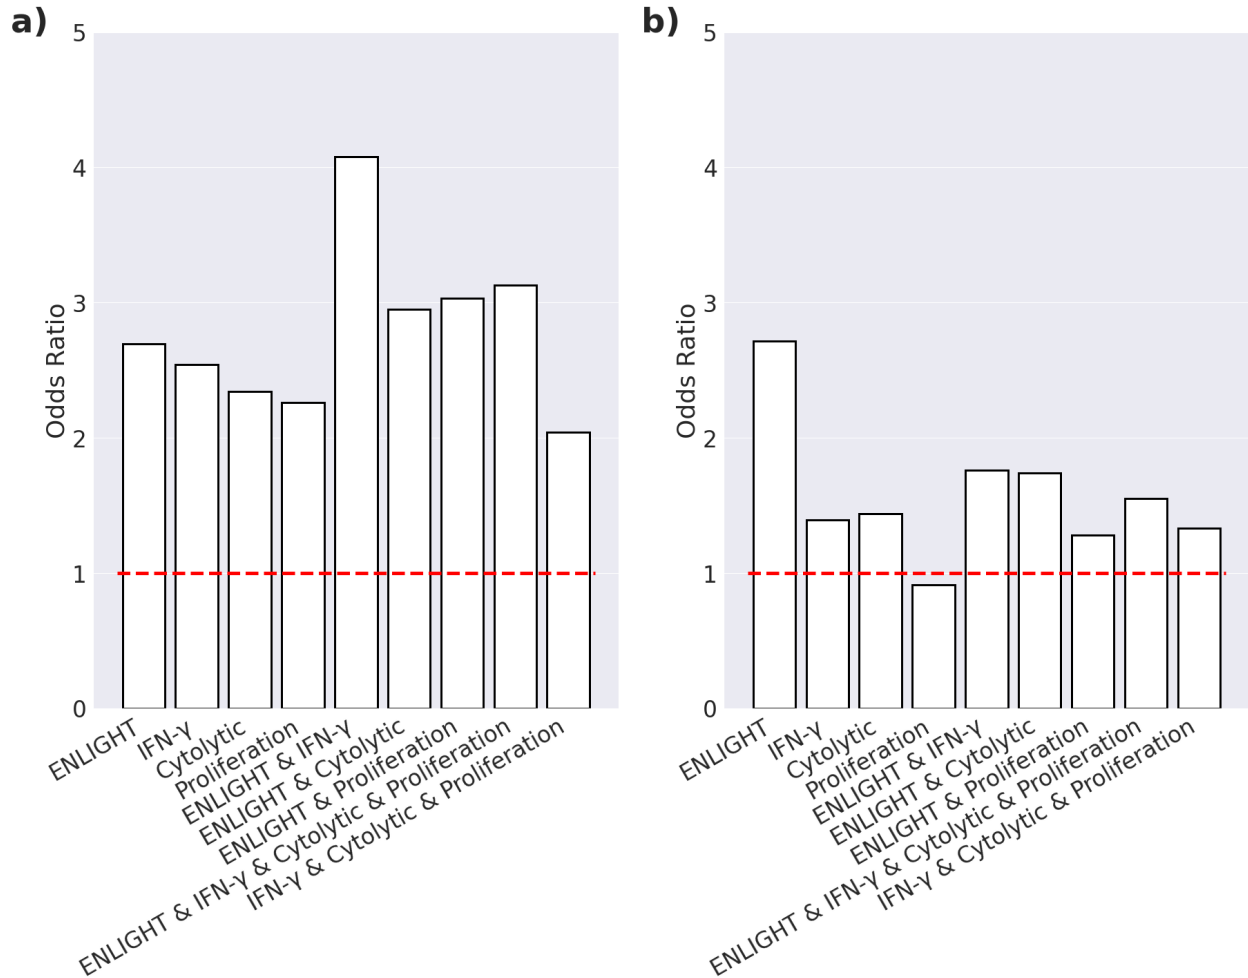 a)
5
4
3
2
1
0
Odds Ratio
ENLIGHT
IFN-γ
Cytolytic
Proliferation
ENLIGHT & IFN-γ
ENLIGHT & Cytolytic
ENLIGHT & Proliferation
ENLIGHT & IFN-γ & Cytolytic & Proliferation
IFN-γ & Cytolytic & Proliferation
b)
5
4
3
2
1
0
Odds Ratio
ENLIGHT
IFN-γ
Cytolytic
Proliferation
ENLIGHT & IFN-γ
ENLIGHT & Cytolytic
ENLIGHT & Proliferation
ENLIGHT & IFN-γ & Cytolytic & Proliferation
IFN-γ & Cytolytic & Proliferation